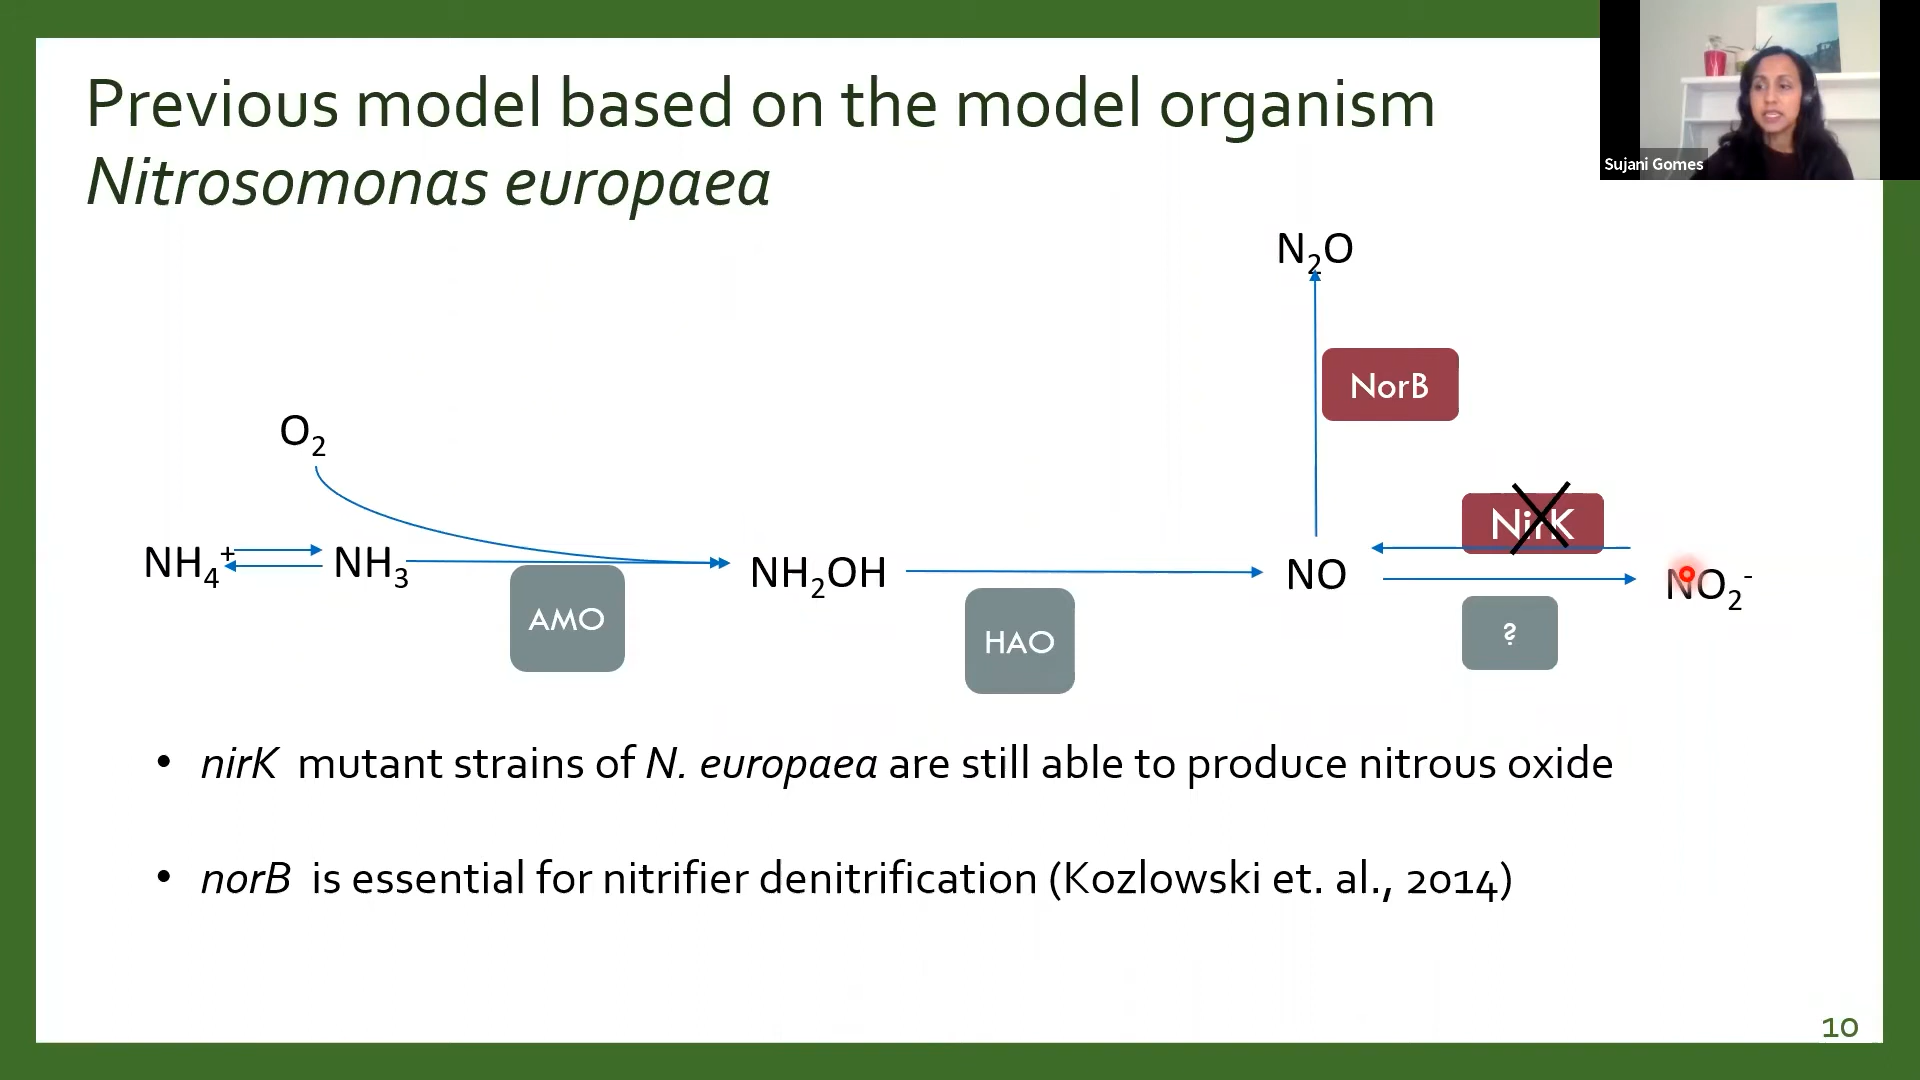 Previous model based on the model organism
Nitrosomonas europaea
Sujani Gomes
N₂O
NorB
O₂
NirK
NH₄⁺
NH₃
NH₂OH
NO
NO₂⁻
AMO
HAO
?
• nirK mutant strains of N. europaea are still able to produce nitrous oxide
• norB is essential for nitrifier denitrification (Kozlowski et. al., 2014)
10